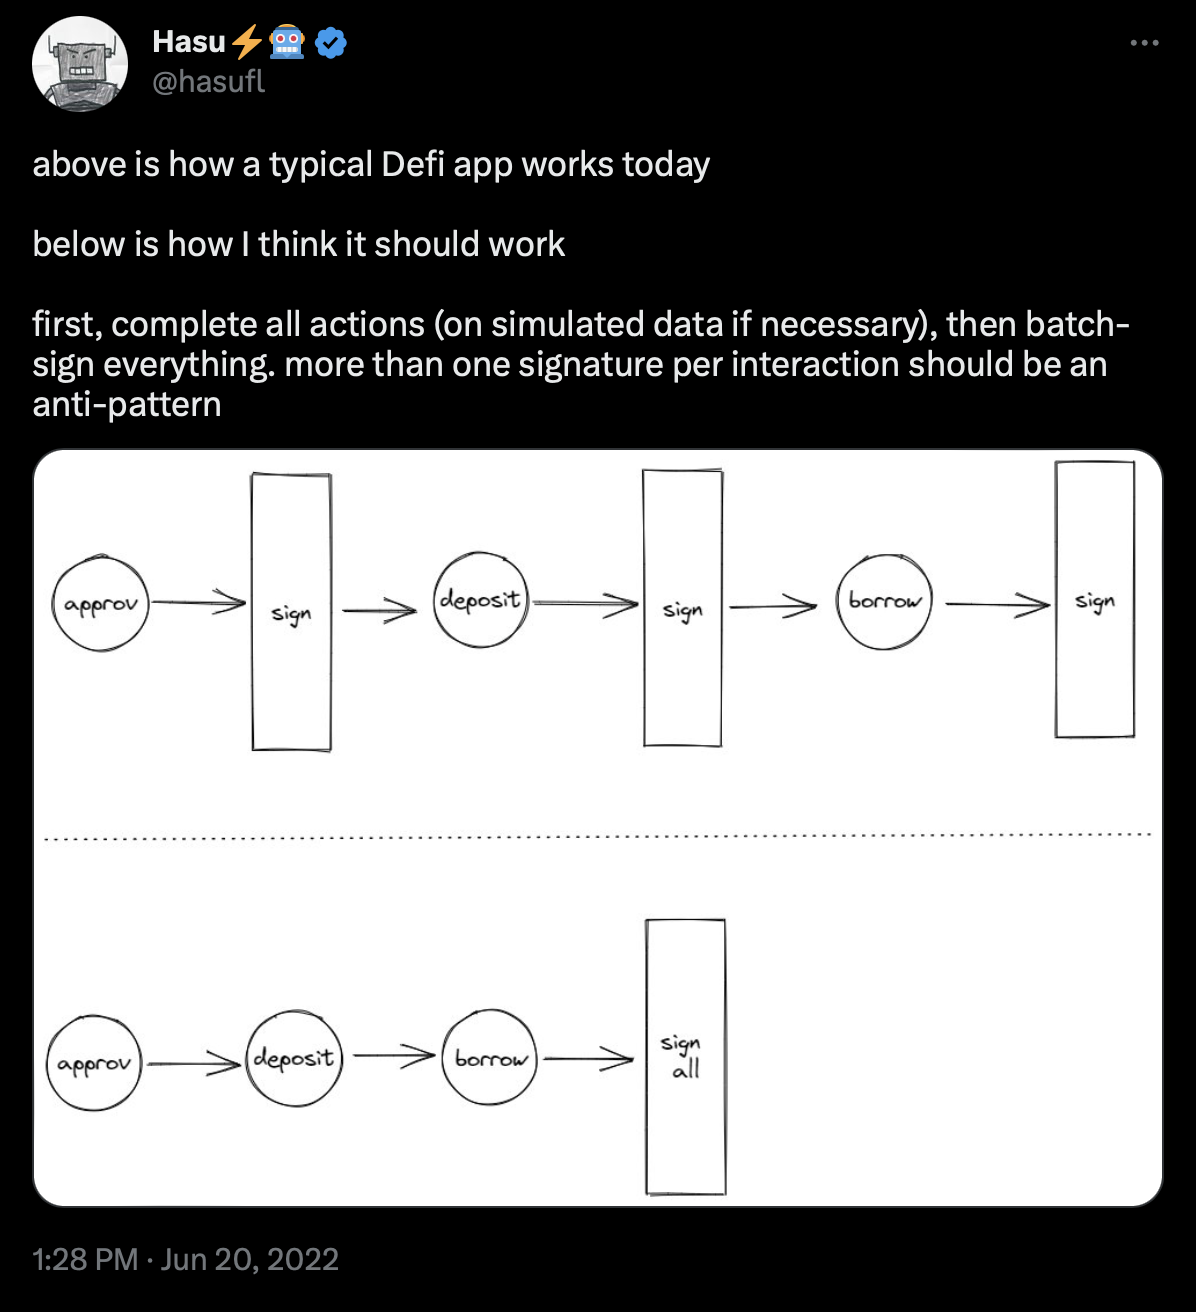 Hasu⚡🤖
@hasufl
above is how a typical Defi app works today
below is how I think it should work
first, complete all actions (on simulated data if necessary), then batch-
sign everything. more than one signature per interaction should be an
anti-pattern
approv
sign
deposit
sign
borrow
sign
approv
deposit
borrow
sign
all
1:28 PM · Jun 20, 2022